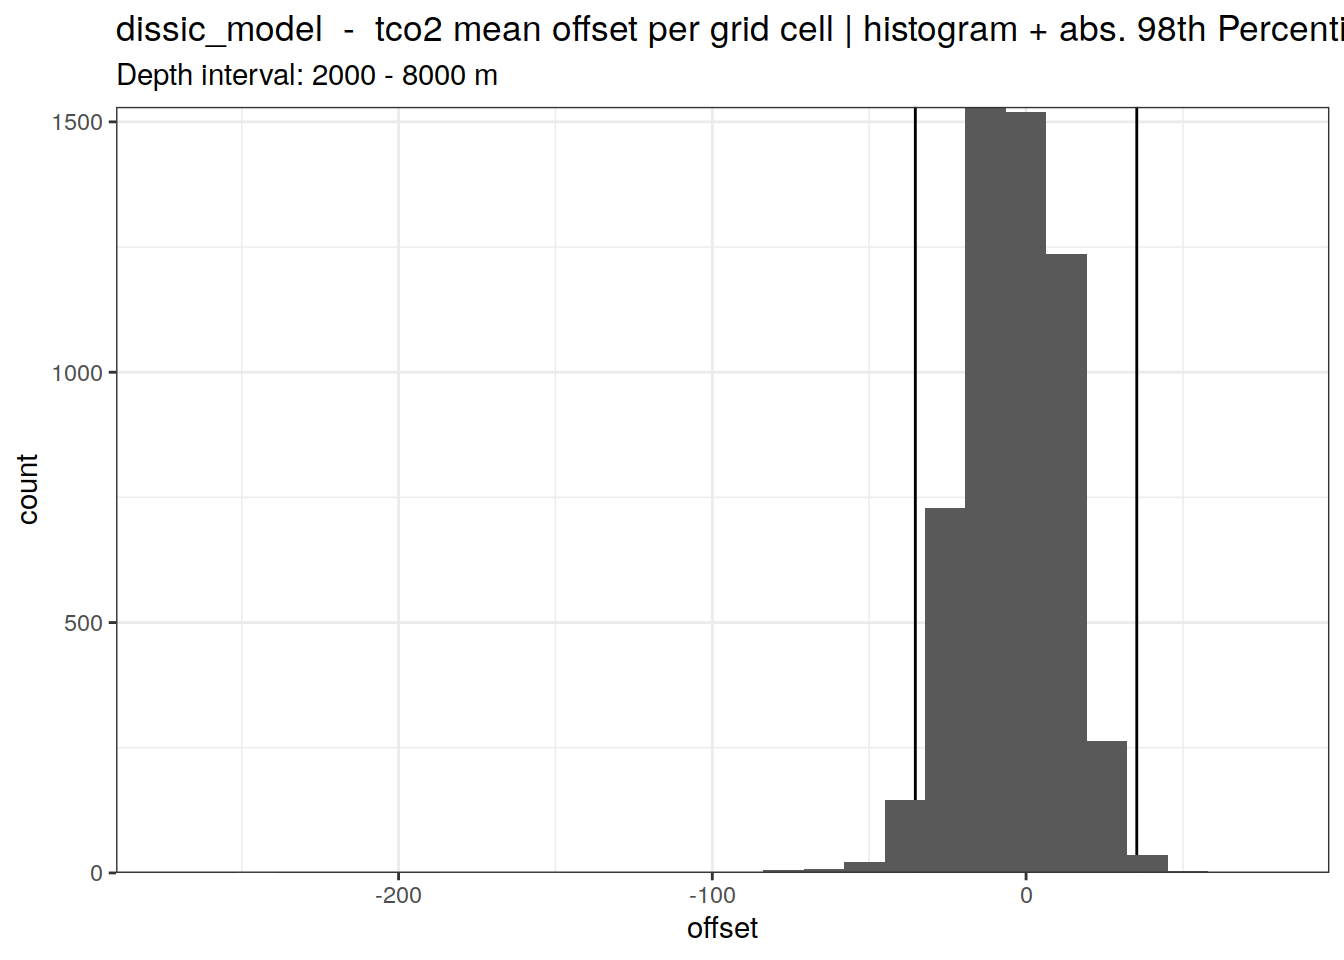 dissic_model - tco2 mean offset per grid cell | histogram + abs. 98th
Depth interval: 2000 - 8000 m
1500
1000
500
0
count
-200 -100 0
offset